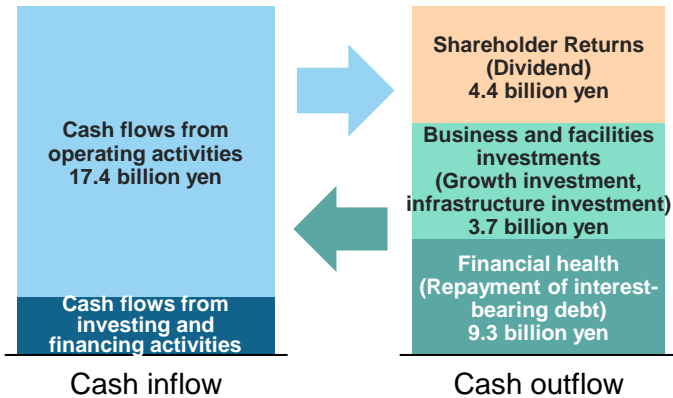 Cash flows from
operating activities
17.4 billion yen
Cash flows from
investing and
financing activities
Cash inflow
Shareholder Returns
(Dividend)
4.4 billion yen
Business and facilities
investments
(Growth investment,
infrastructure investment)
3.7 billion yen
Financial health
(Repayment of interest-
bearing debt)
9.3 billion yen
Cash outflow